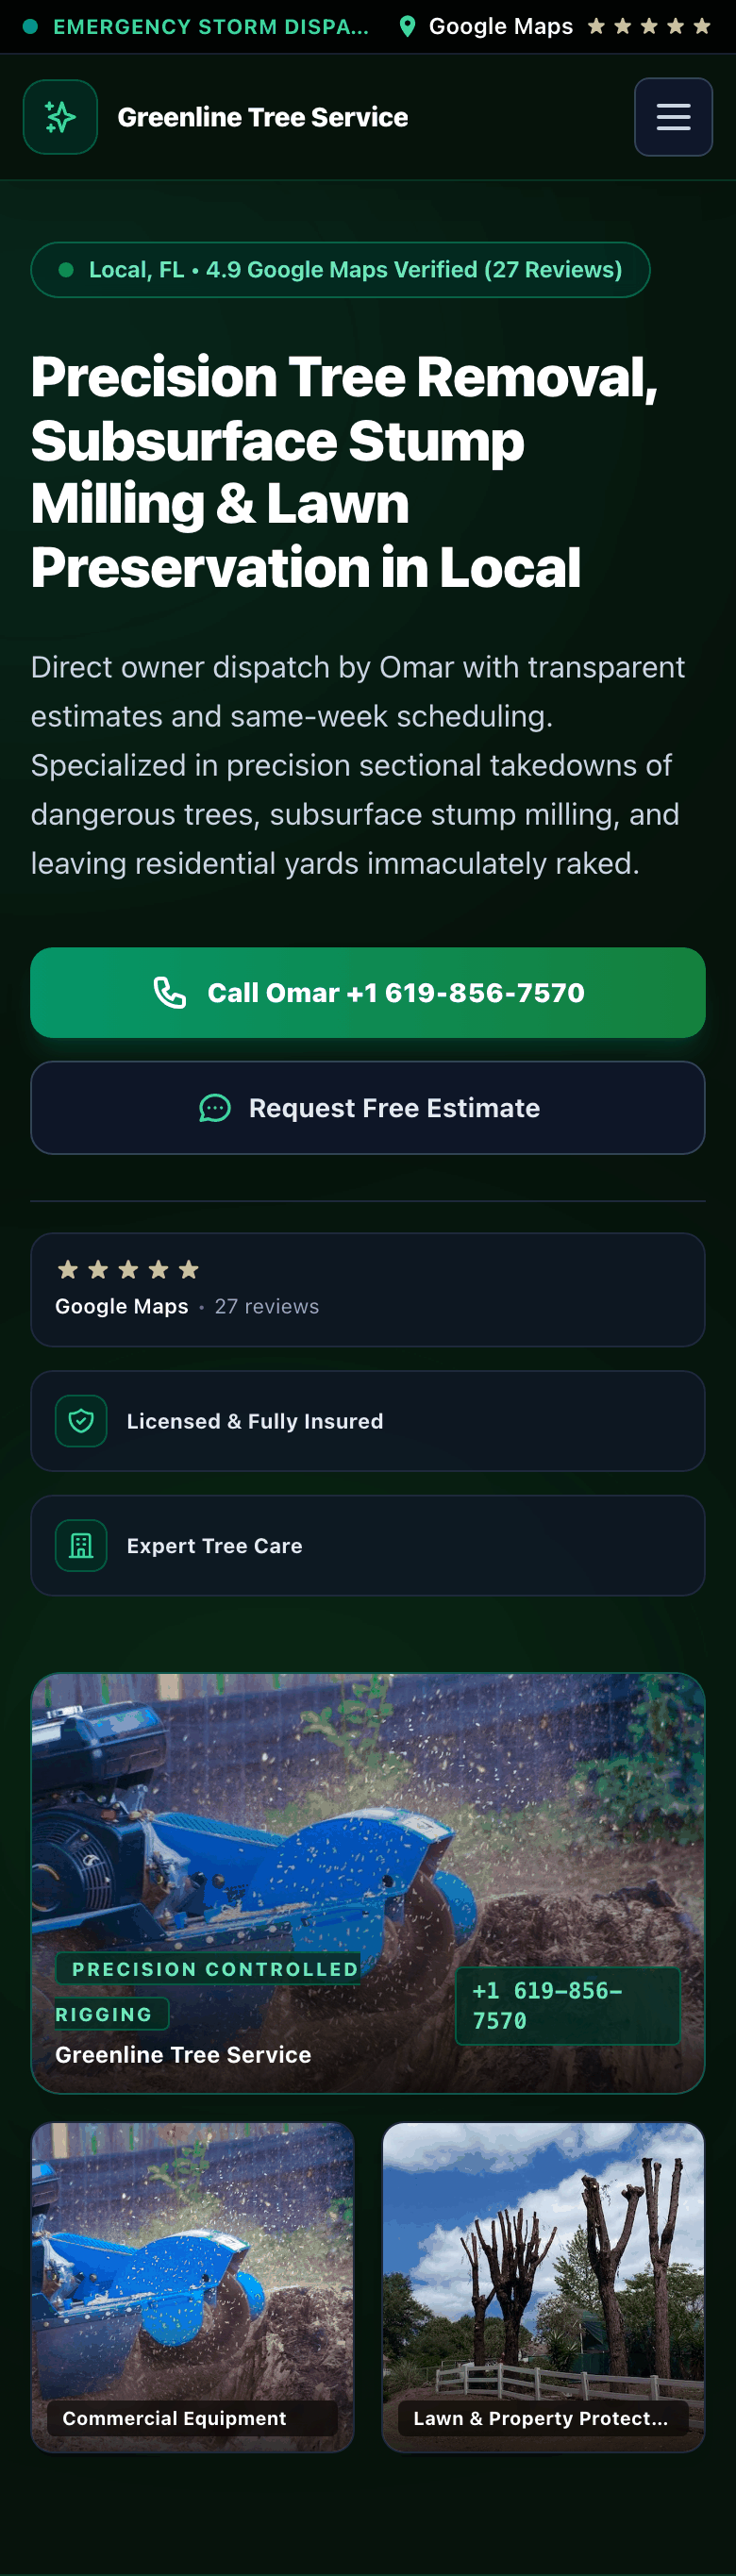 EMERGENCY STORM DISPA... Google Maps
Greenline Tree Service
Local, FL • 4.9 Google Maps Verified (27 Reviews)
Precision Tree Removal,
Subsurface Stump
Milling & Lawn
Preservation in Local
Direct owner dispatch by Omar with transparent
estimates and same-week scheduling.
Specialized in precision sectional takedowns of
dangerous trees, subsurface stump milling, and
leaving residential yards immaculately raked.
Call Omar +1 619-856-7570
Request Free Estimate
Google Maps • 27 reviews
Licensed & Fully Insured
Expert Tree Care
PRECISION CONTROLLED
RIGGING
Greenline Tree Service
+1 619-856-
7570
Commercial Equipment
Lawn & Property Protect...